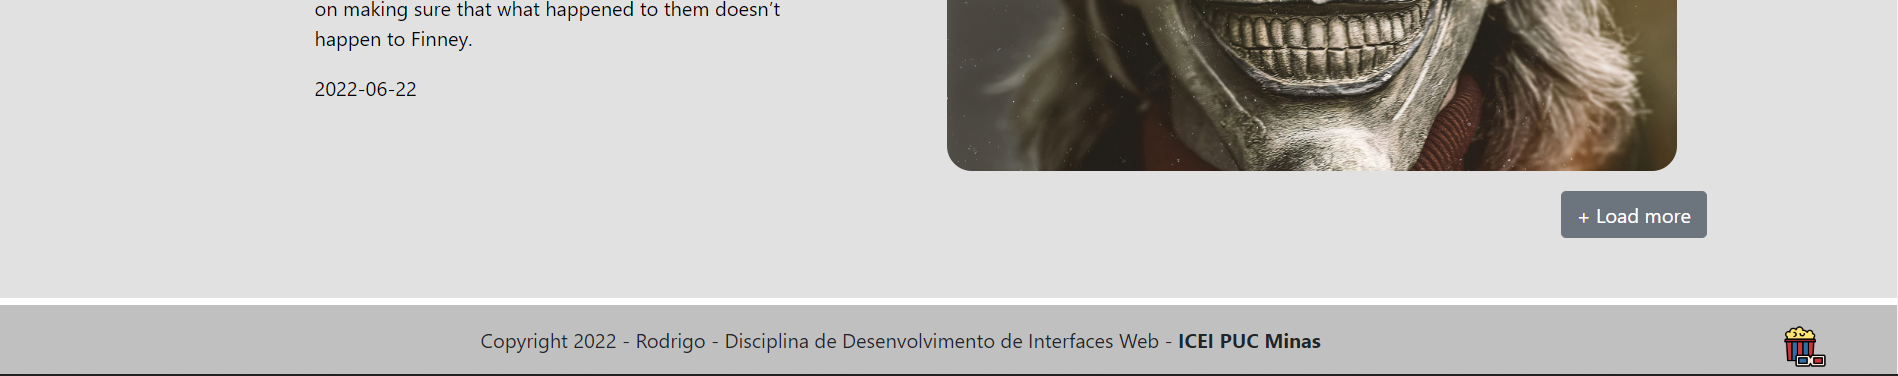 on making sure that what happened to them doesn't
happen to Finney.
2022-06-22
+ Load more
Copyright 2022 - Rodrigo - Disciplina de Desenvolvimento de Interfaces Web - ICEI PUC Minas